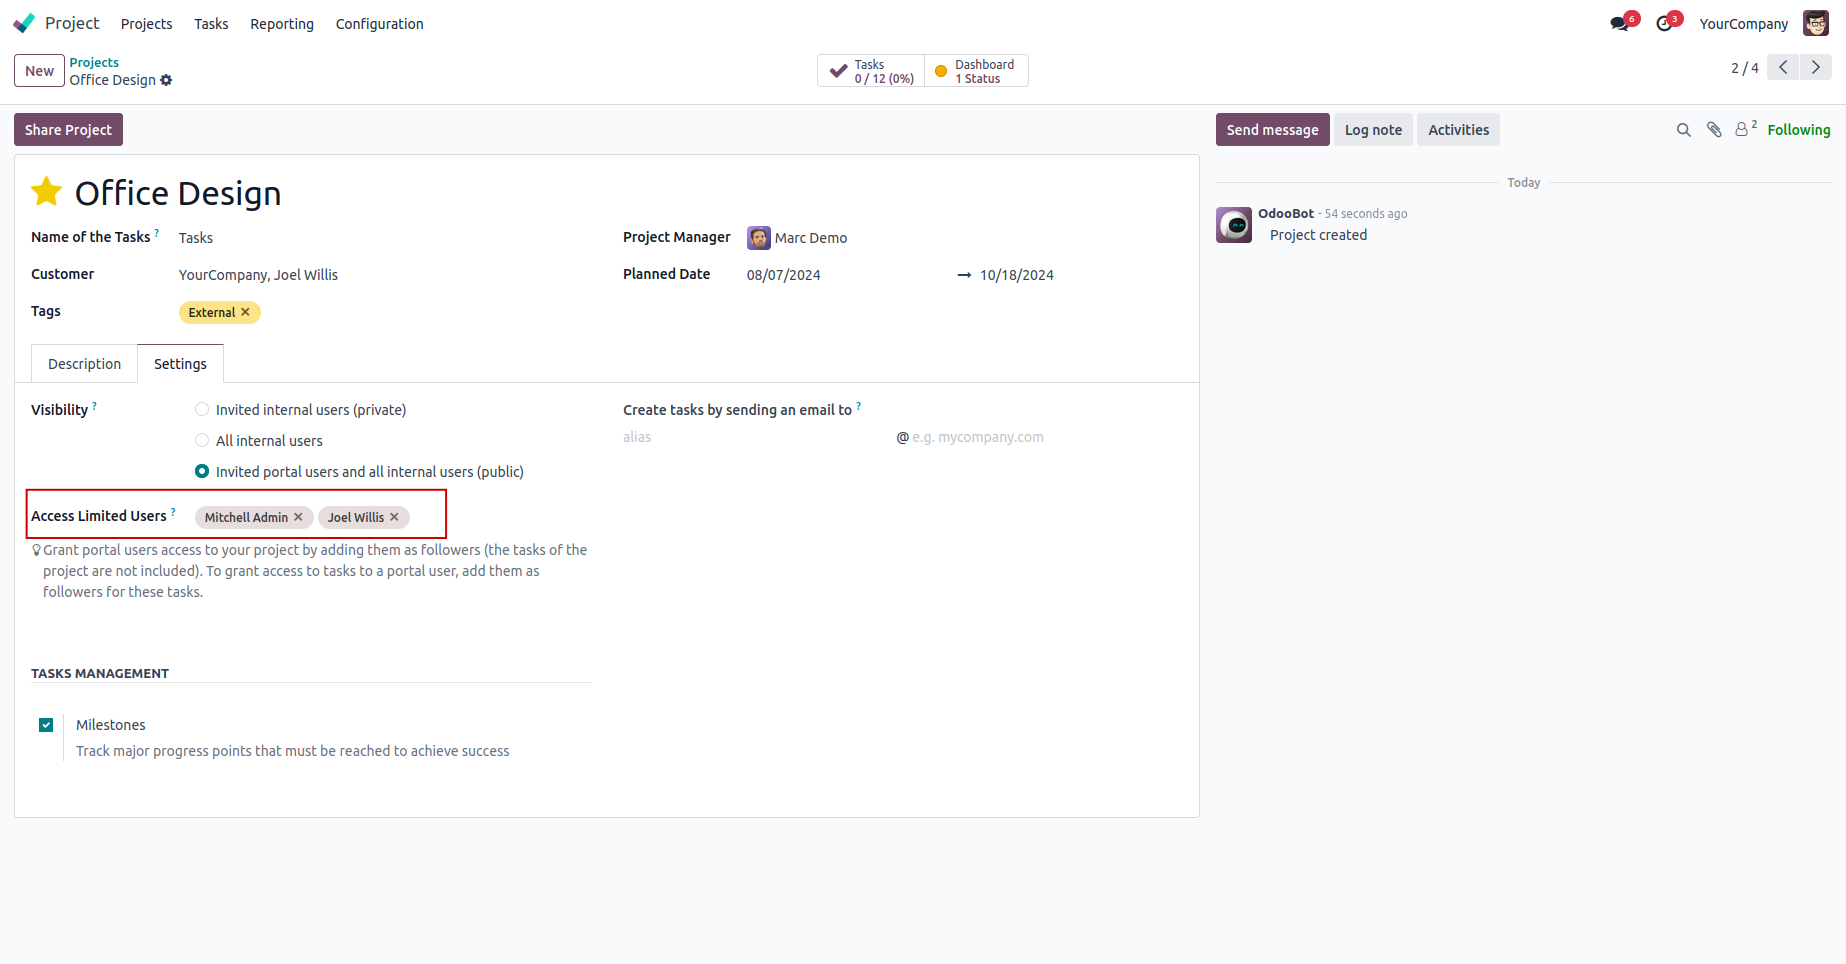 Project Projects Tasks Reporting Configuration 6 3 YourCompany
New
Projects
Office Design
Tasks
0 / 12 (0%)
Dashboard
1 Status
2 / 4
Share Project
Send message Log note Activities 2 Following
Office Design
Name of the Tasks ? Tasks
Project Manager Marc Demo
Customer YourCompany, Joel Willis
Planned Date 08/07/2024 → 10/18/2024
Tags External ✕
Description Settings
Visibility ? Invited internal users (private)
All internal users
Invited portal users and all internal users (public)
Create tasks by sending an email to ?
alias @ e.g. mycompany.com
Access Limited Users ? Mitchell Admin ✕ Joel Willis ✕
Grant portal users access to your project by adding them as followers (the tasks of the
project are not included). To grant access to tasks to a portal user, add them as
followers for these tasks.
TASKS MANAGEMENT
Milestones
Track major progress points that must be reached to achieve success
Today
OdooBot - 54 seconds ago
Project created